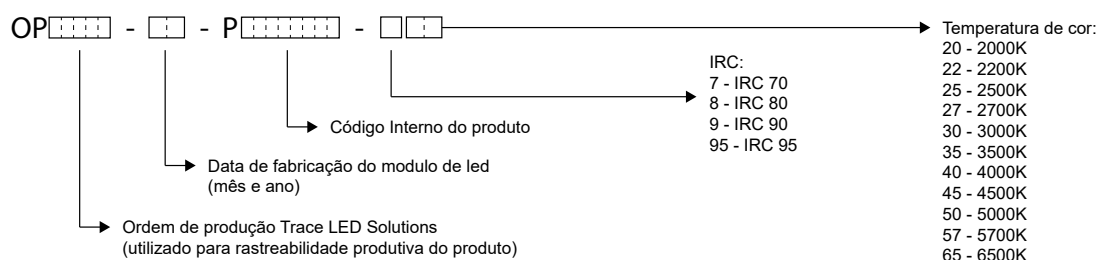 OP - - P -
Temperatura de cor:
20 - 2000K
22 - 2200K
25 - 2500K
27 - 2700K
30 - 3000K
35 - 3500K
40 - 4000K
45 - 4500K
50 - 5000K
57 - 5700K
65 - 6500K
IRC:
7 - IRC 70
8 - IRC 80
9 - IRC 90
95 - IRC 95
Código Interno do produto
Data de fabricação do modulo de led
(mês e ano)
Ordem de produção Trace LED Solutions
(utilizado para rastreabilidade produtiva do produto)